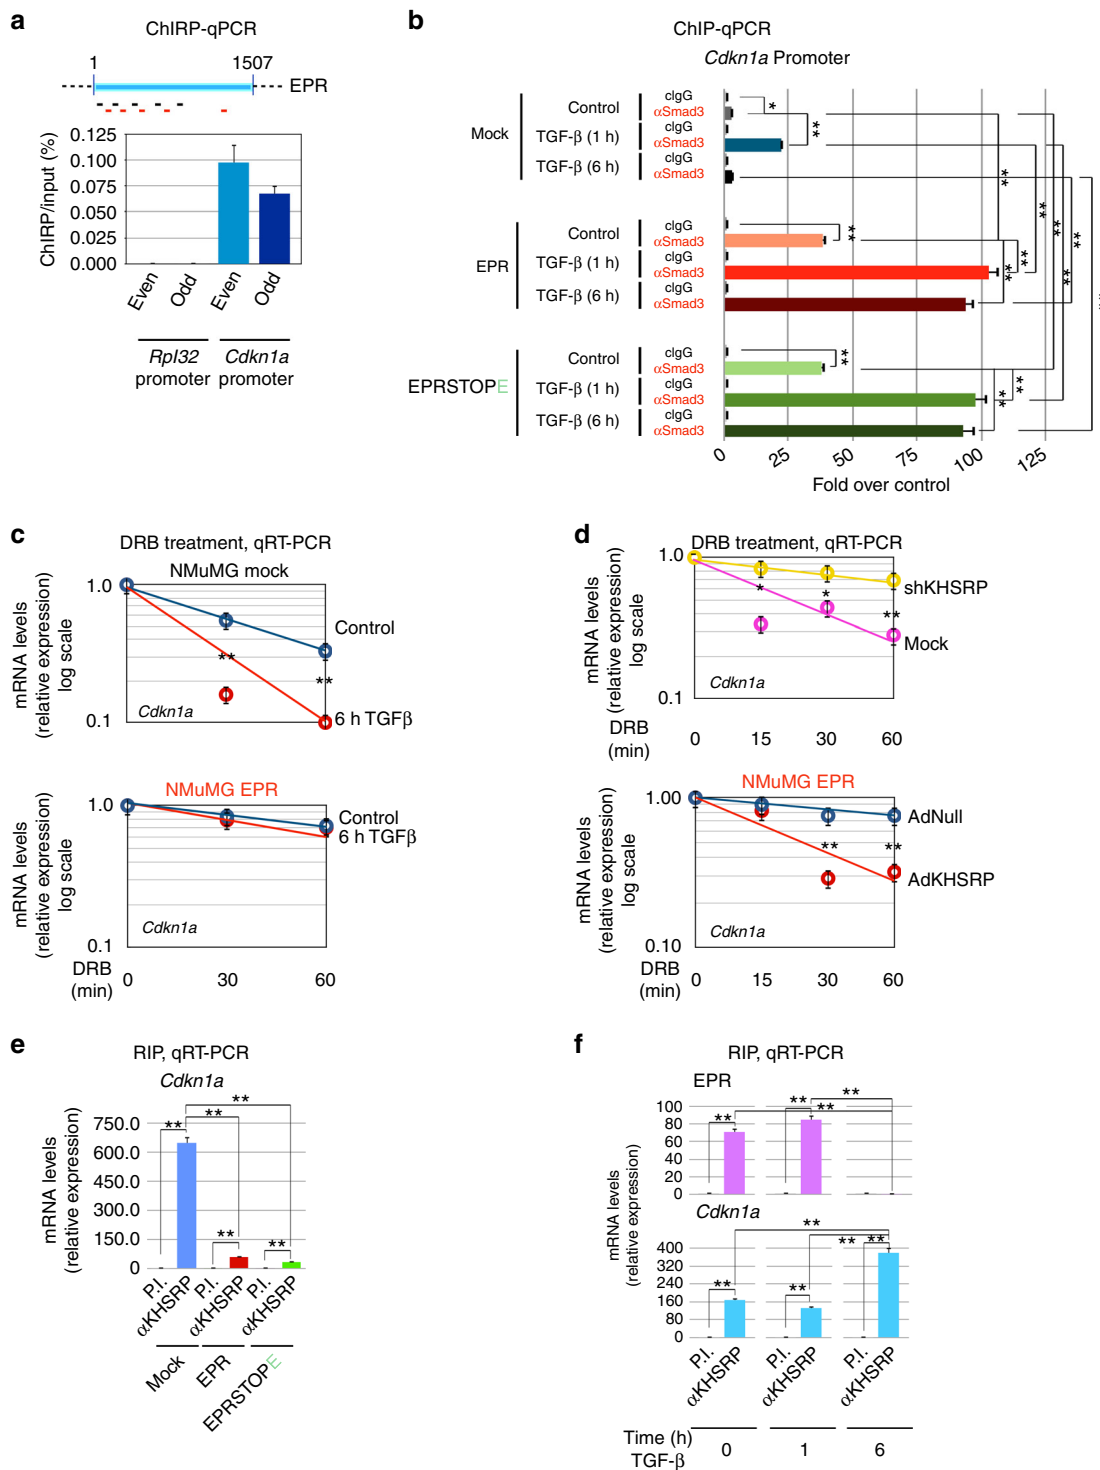 a
ChIRP-qPCR
1
1507
EPR
ChIRP/input (%)
0.125
0.100
0.075
0.050
0.025
0.000
Even
Odd
Even
Odd
Rpl32
promoter
Cdkn1a
promoter
b
ChIP-qPCR
Cdkn1a Promoter
Mock
Control
cIgG
αSmad3
TGF-β (1 h)
cIgG
αSmad3
TGF-β (6 h)
cIgG
αSmad3
EPR
Control
cIgG
αSmad3
TGF-β (1 h)
cIgG
αSmad3
TGF-β (6 h)
cIgG
αSmad3
EPRSTOPE
Control
cIgG
αSmad3
TGF-β (1 h)
cIgG
αSmad3
TGF-β (6 h)
cIgG
αSmad3
*
**
**
**
**
**
**
**
**
**
**
**
**
0
25
50
75
100
125
Fold over control
c
DRB treatment, qRT-PCR
NMuMG mock
mRNA levels
(relative expression)
log scale
1.0
0.1
Control
**
**
6 h TGFβ
Cdkn1a
NMuMG EPR
mRNA levels
(relative expression)
log scale
1.0
0.1
Control
6 h TGFβ
Cdkn1a
DRB
(min)
0
30
60
d
DRB treatment, qRT-PCR
mRNA levels
(relative expression)
log scale
1.0
0.1
shKHSRP
*
*
**
Mock
Cdkn1a
DRB
(min)
0
15
30
60
NMuMG EPR
mRNA levels
(relative expression)
log scale
1.00
0.10
AdNull
**
**
AdKHSRP
Cdkn1a
DRB
(min)
0
15
30
60
e
RIP, qRT-PCR
Cdkn1a
mRNA levels
(relative expression)
750.0
600.0
450.0
300.0
150.0
0
**
**
**
**
**
P.I.
αKHSRP
P.I.
αKHSRP
P.I.
αKHSRP
Mock
EPR
EPRSTOPE
f
RIP, qRT-PCR
EPR
mRNA levels
(relative expression)
100
80
60
40
20
0
**
**
**
**
Cdkn1a
400
320
240
160
80
0
**
**
**
**
**
P.I.
αKHSRP
P.I.
αKHSRP
P.I.
αKHSRP
Time (h)
TGF-β
0
1
6